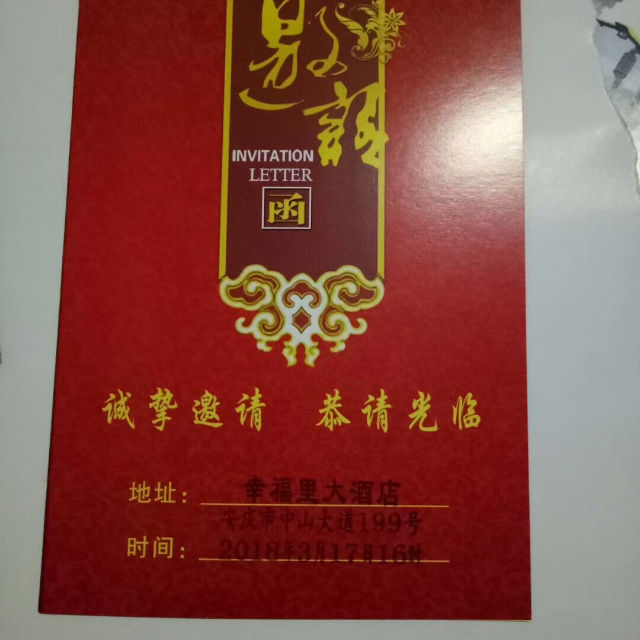 邀请
INVITATION
LETTER
函
诚挚邀请 恭请光临
地址：幸福里大酒店
安庆市中山大道199号
时间：2018年3月17日16时